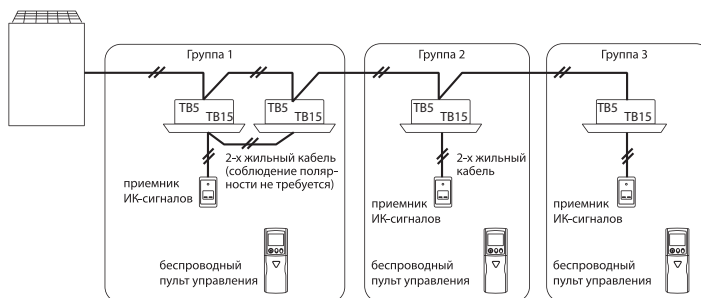 Группа 1
Группа 2
Группа 3
TB5
TB15
TB5
TB15
TB5
TB15
TB5
TB15
2-х жильный кабель
(соблюдение поляр-
ности не требуется)
2-х жильный
кабель
приемник
ИК-сигналов
приемник
ИК-сигналов
приемник
ИК-сигналов
беспроводный
пульт управления
беспроводный
пульт управления
беспроводный
пульт управления